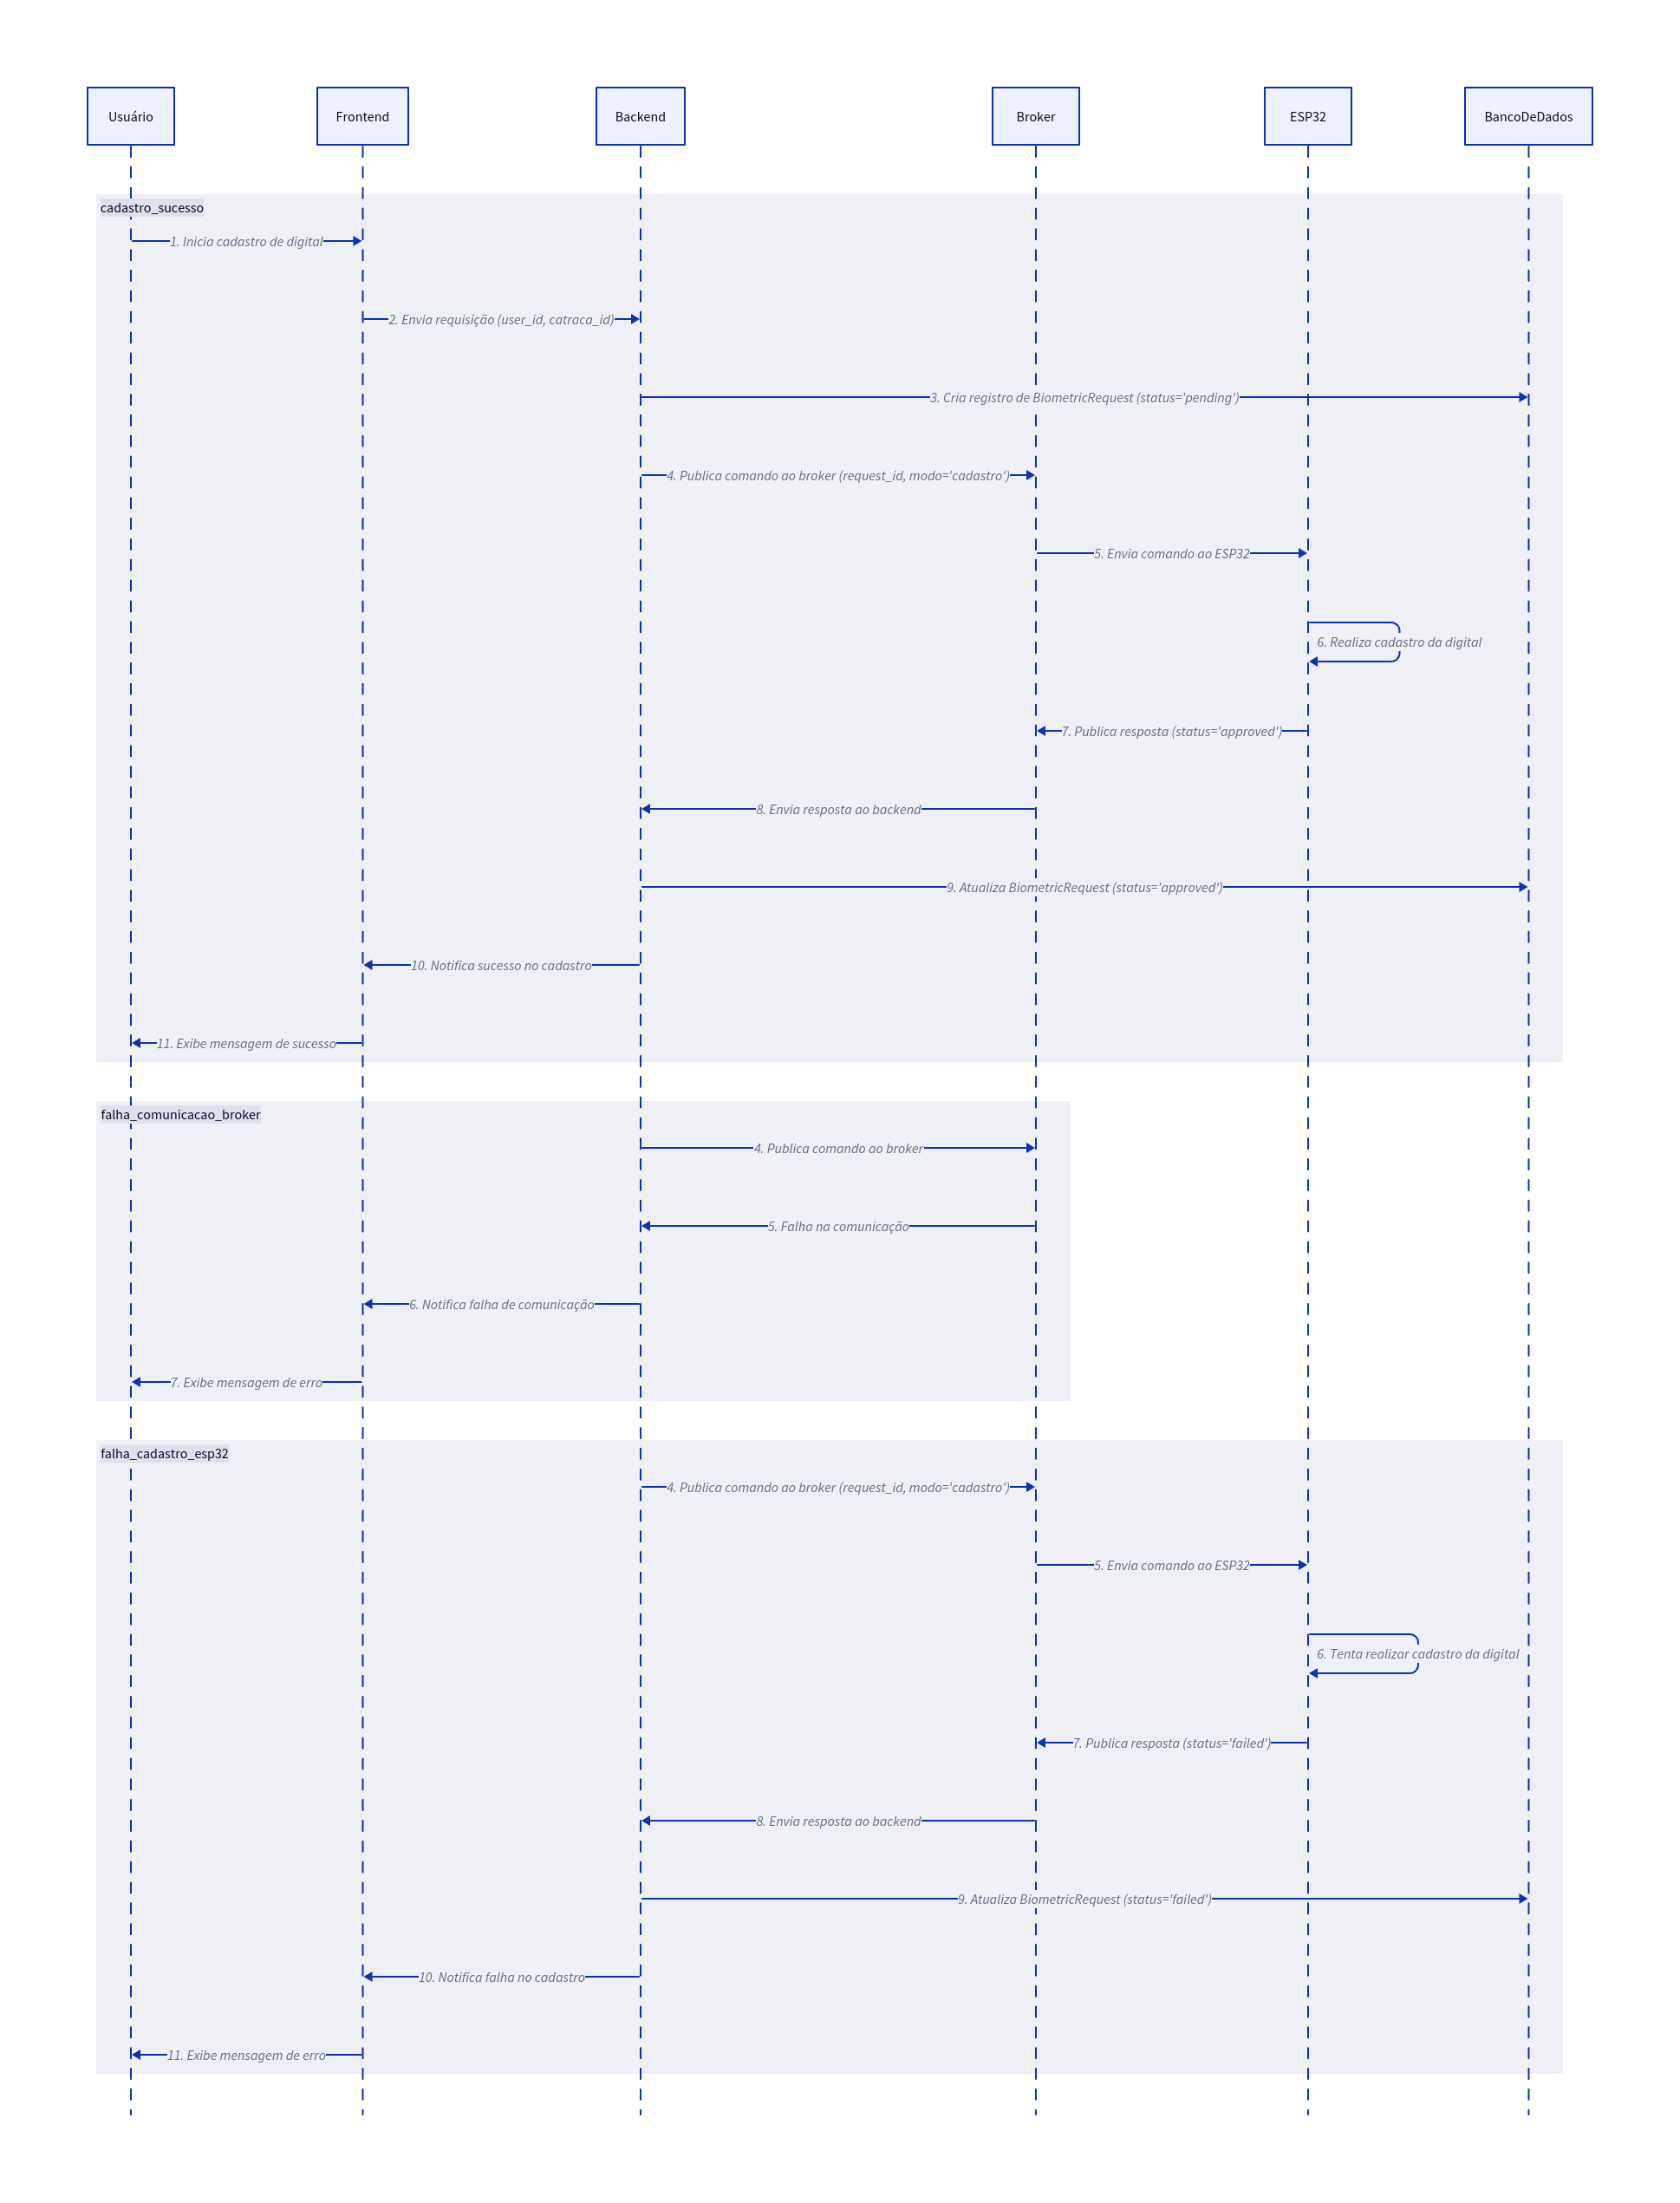 Usuário
Frontend
Backend
Broker
ESP32
BancoDeDados
cadastro_sucesso
1. Inicia cadastro de digital
2. Envia requisição (user_id, catraca_id)
3. Cria registro de BiometricRequest (status='pending')
4. Publica comando ao broker (request_id, modo='cadastro')
5. Envia comando ao ESP32
6. Realiza cadastro da digital
7. Publica resposta (status='approved')
8. Envia resposta ao backend
9. Atualiza BiometricRequest (status='approved')
10. Notifica sucesso no cadastro
11. Exibe mensagem de sucesso
falha_comunicacao_broker
4. Publica comando ao broker
5. Falha na comunicação
6. Notifica falha de comunicação
7. Exibe mensagem de erro
falha_cadastro_esp32
4. Publica comando ao broker (request_id, modo='cadastro')
5. Envia comando ao ESP32
6. Tenta realizar cadastro da digital
7. Publica resposta (status='failed')
8. Envia resposta ao backend
9. Atualiza BiometricRequest (status='failed')
10. Notifica falha no cadastro
11. Exibe mensagem de erro